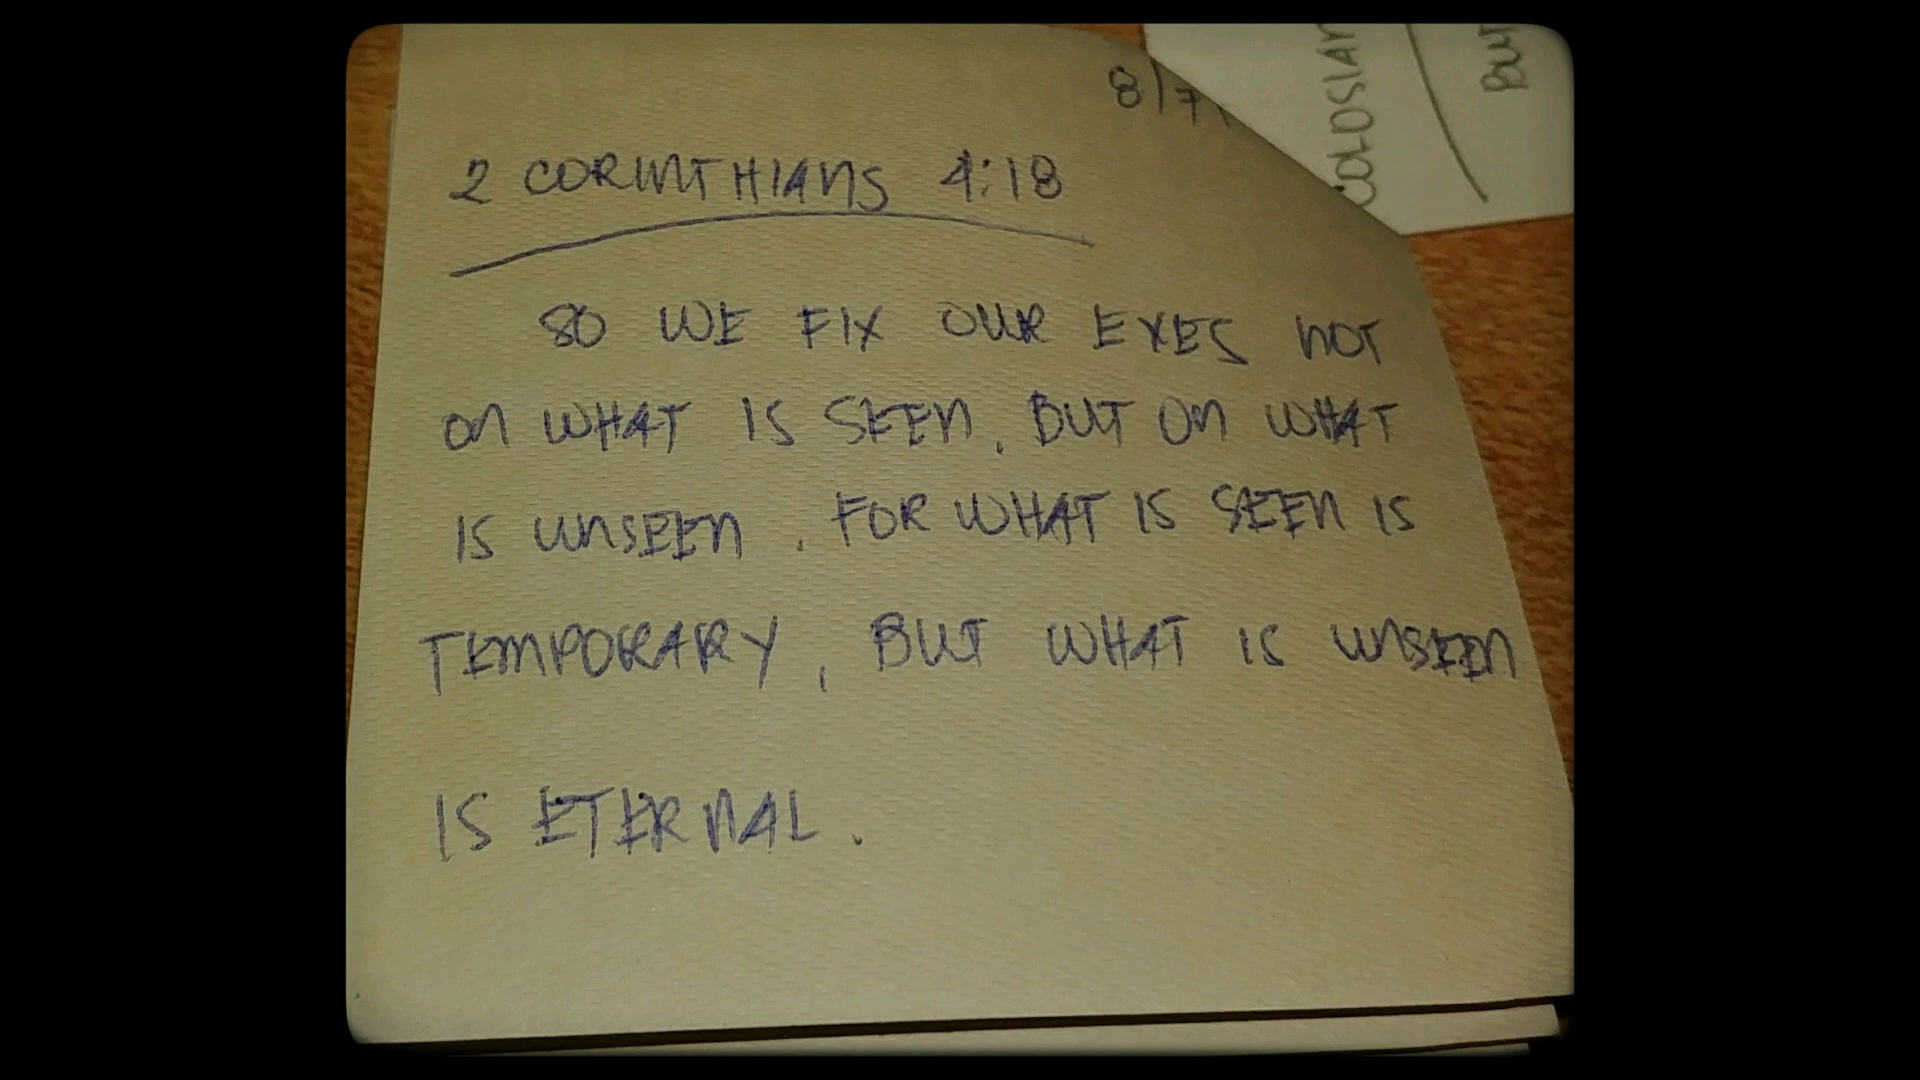 8/7
2 CORINTHIANS 4:18
SO WE FIX OUR EYES NOT
ON WHAT IS SEEN, BUT ON WHAT
IS UNSEEN. FOR WHAT IS SEEN IS
TEMPORARY, BUT WHAT IS UNSEEN
IS ETERNAL.
COLOSIAN
BUT